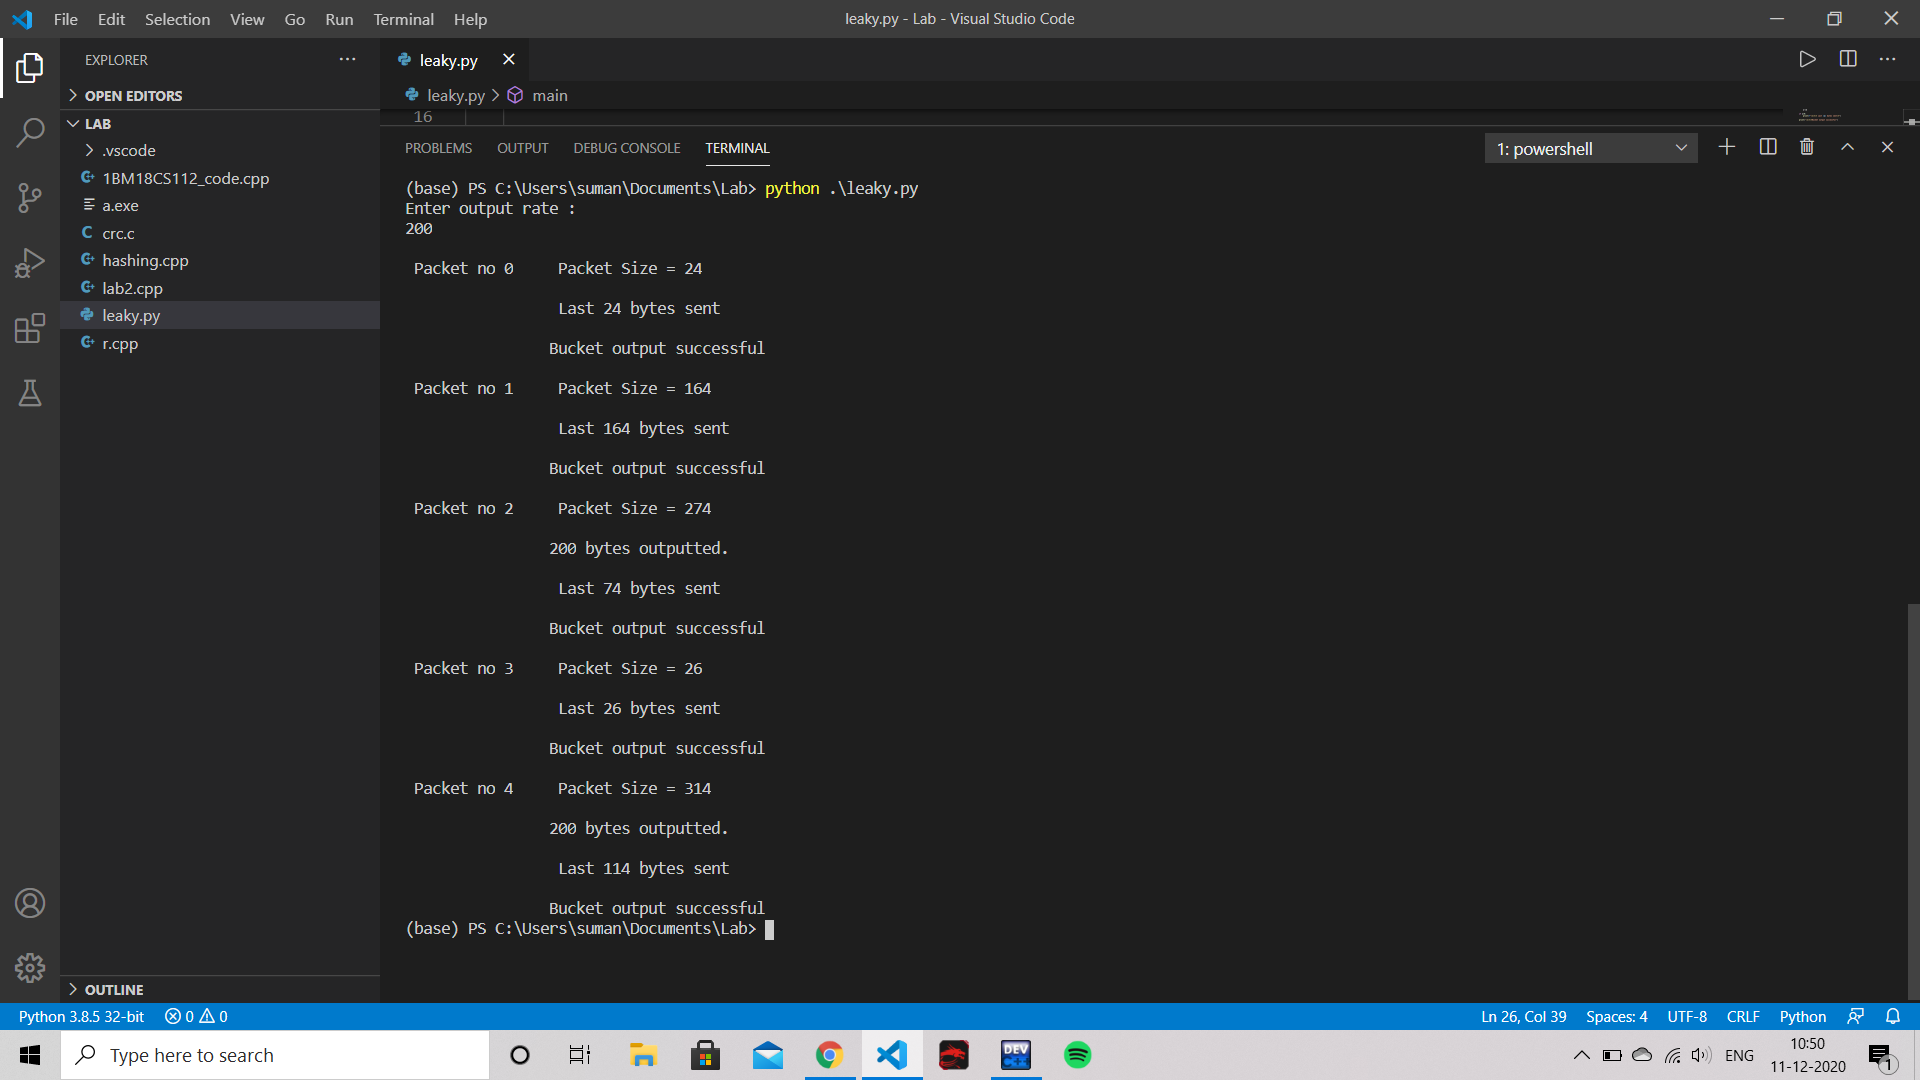 File Edit Selection View Go Run Terminal Help
leaky.py - Lab - Visual Studio Code
EXPLORER
OPEN EDITORS
LAB
.vscode
1BM18CS112_code.cpp
a.exe
C crc.c
hashing.cpp
lab2.cpp
leaky.py
r.cpp
OUTLINE
leaky.py
leaky.py > main
16
PROBLEMS OUTPUT DEBUG CONSOLE TERMINAL
1: powershell
(base) PS C:\Users\suman\Documents\Lab> python .\leaky.py
Enter output rate :
200
Packet no 0 Packet Size = 24
Last 24 bytes sent
Bucket output successful
Packet no 1 Packet Size = 164
Last 164 bytes sent
Bucket output successful
Packet no 2 Packet Size = 274
200 bytes outputted.
Last 74 bytes sent
Bucket output successful
Packet no 3 Packet Size = 26
Last 26 bytes sent
Bucket output successful
Packet no 4 Packet Size = 314
200 bytes outputted.
Last 114 bytes sent
Bucket output successful
(base) PS C:\Users\suman\Documents\Lab>
Python 3.8.5 32-bit 0 0
Ln 26, Col 39 Spaces: 4 UTF-8 CRLF Python
Type here to search
DEV C++
ENG
10:50
11-12-2020
1